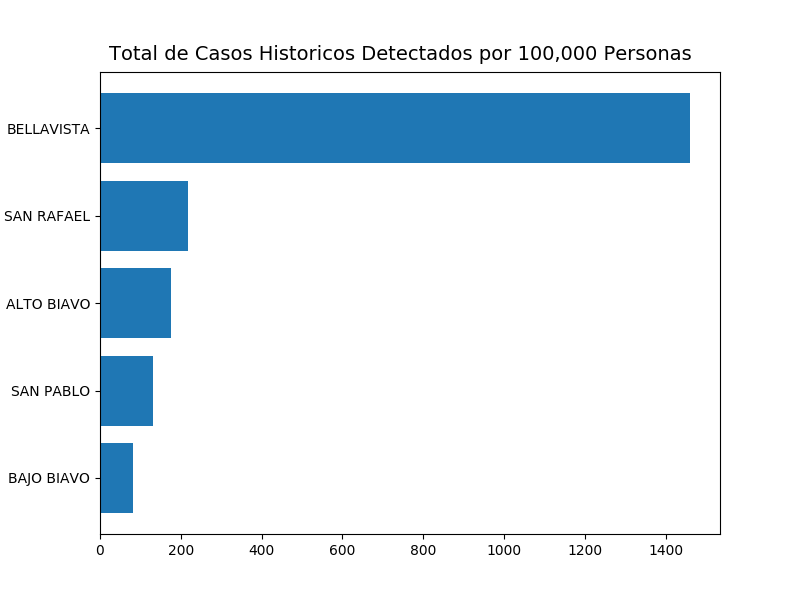 Total de Casos Historicos Detectados por 100,000 Personas
BELLAVISTA
SAN RAFAEL
ALTO BIAVO
SAN PABLO
BAJO BIAVO
0 200 400 600 800 1000 1200 1400